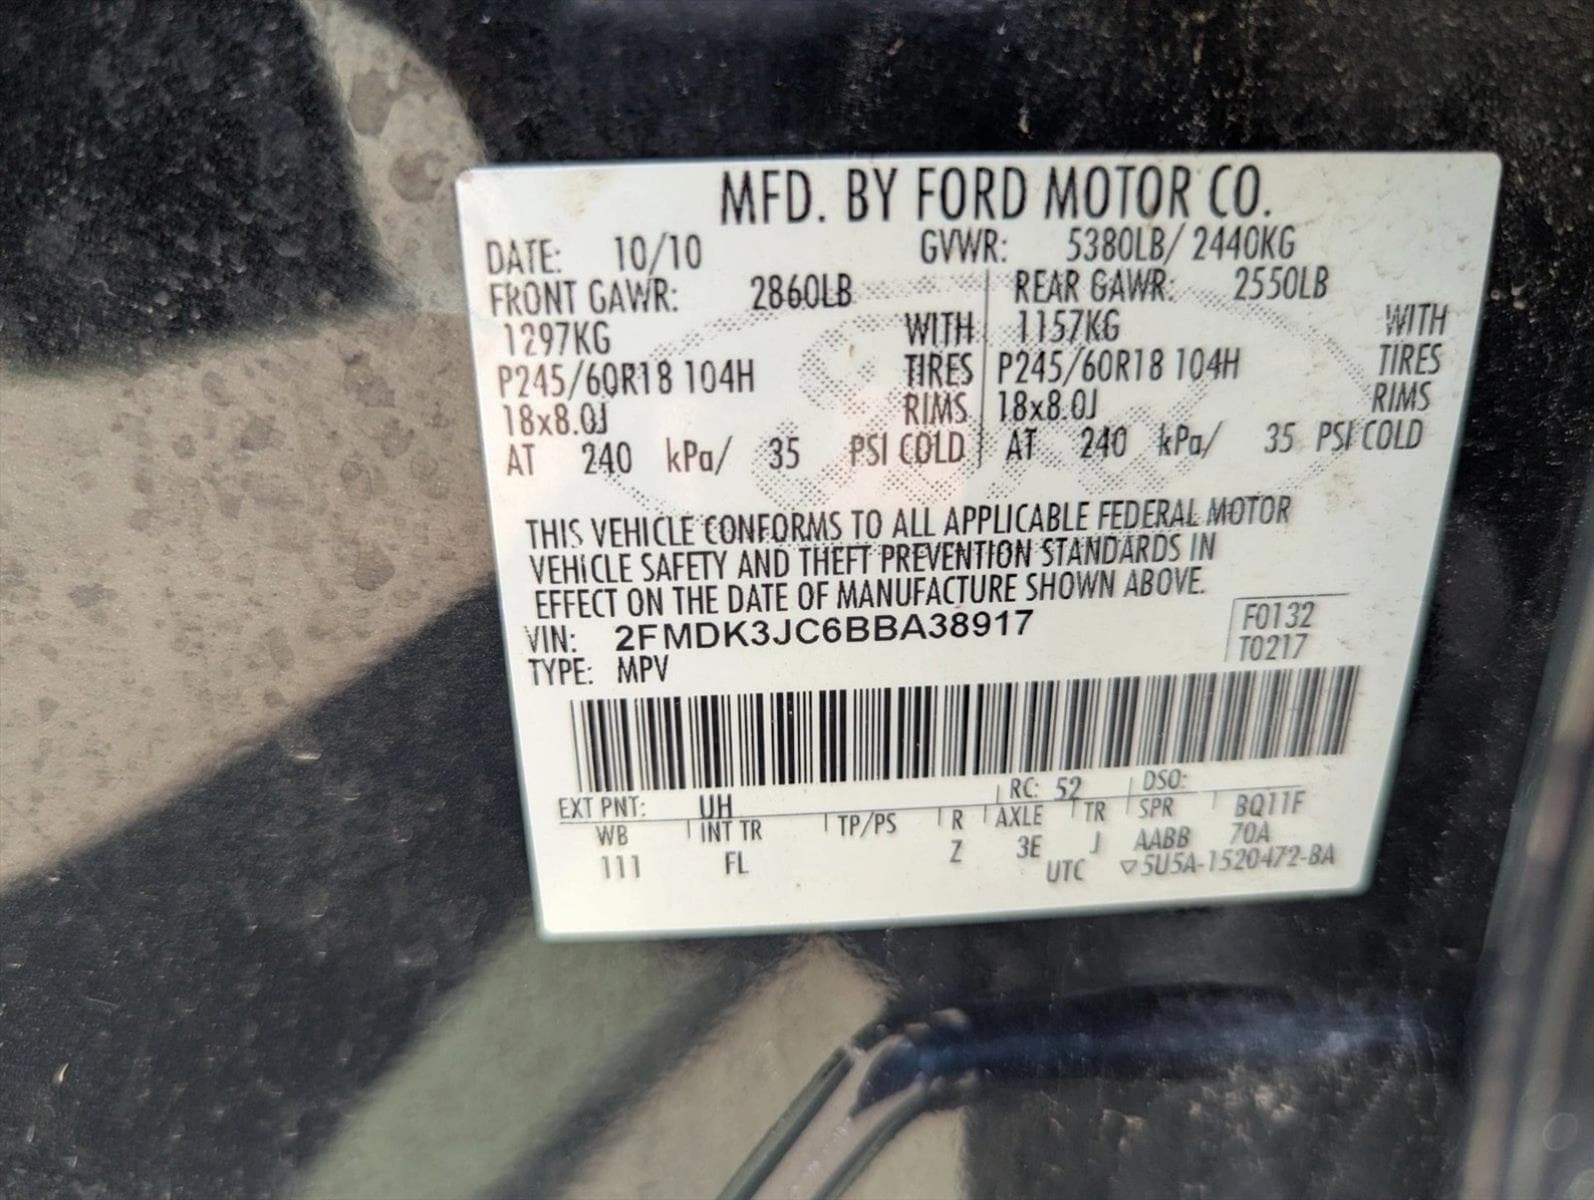 MFD. BY FORD MOTOR CO.
DATE: 10/10 GVWR: 5380LB/ 2440KG
FRONT GAWR: 2860LB REAR GAWR: 2550LB
1297KG WITH 1157KG WITH
P245/60R18 104H TIRES P245/60R18 104H TIRES
18x8.0J RIMS 18x8.0J RIMS
AT 240 kPa/ 35 PSI COLD AT 240 kPa/ 35 PSI COLD
THIS VEHICLE CONFORMS TO ALL APPLICABLE FEDERAL MOTOR
VEHICLE SAFETY AND THEFT PREVENTION STANDARDS IN
EFFECT ON THE DATE OF MANUFACTURE SHOWN ABOVE.
VIN: 2FMDK3JC6BBA38917 F0132
TYPE: MPV T0217
EXT PNT: UH RC: 52 DSO:
WB INT TR TP/PS R AXLE TR SPR BQ11F
111 FL Z 3E J AABB 70A
UTC ▽5U5A-1520472-BA